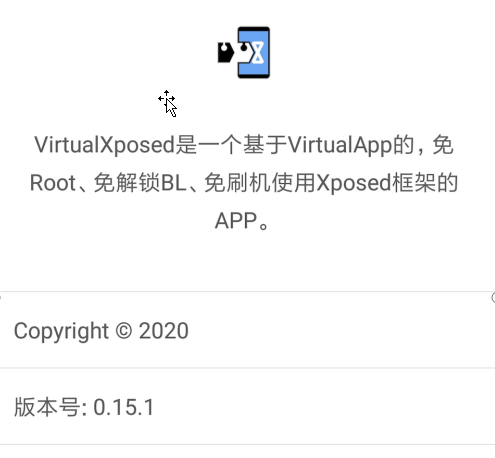 VirtualXposed是一个基于VirtualApp的，免
Root、免解锁BL、免刷机使用Xposed框架的
APP。
Copyright © 2020
版本号: 0.15.1